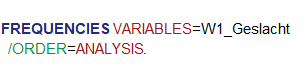 FREQUENCIES VARIABLES=W1_Geslacht
/ORDER=ANALYSIS.